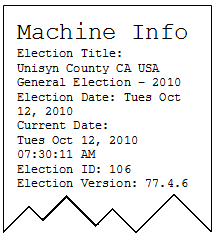 Machine Info
Election Title:
Unisyn County CA USA
General Election – 2010
Election Date: Tues Oct
12, 2010
Current Date:
Tues Oct 12, 2010
07:30:11 AM
Election ID: 106
Election Version: 77.4.6